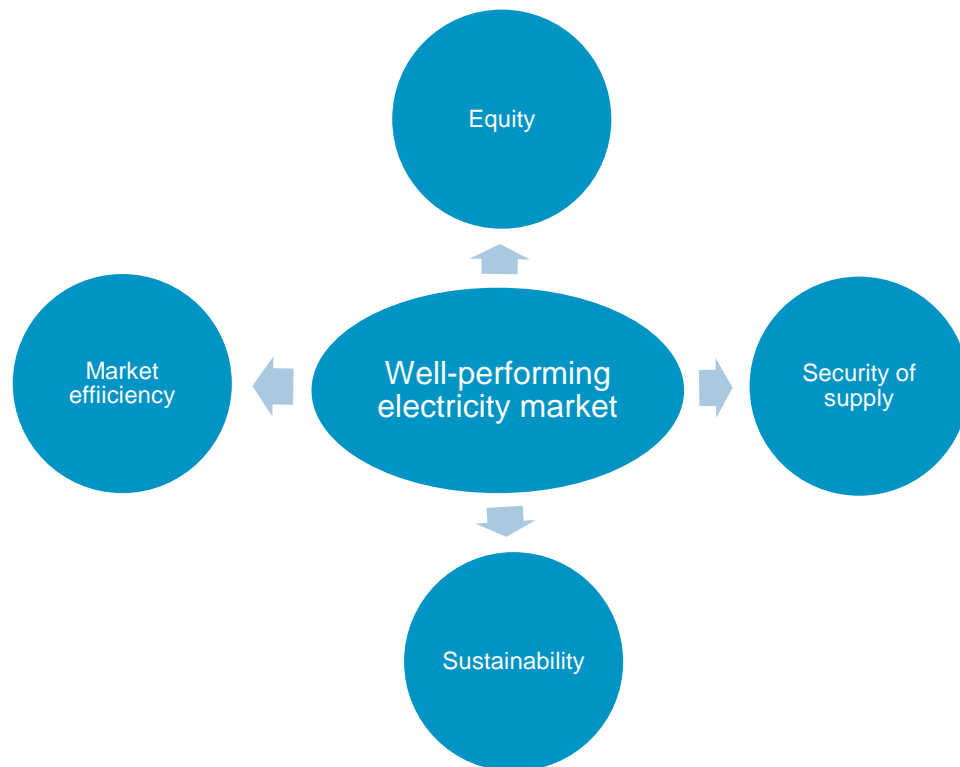 Equity
Market
effiiciency
Well-performing
electricity market
Security of
supply
Sustainability